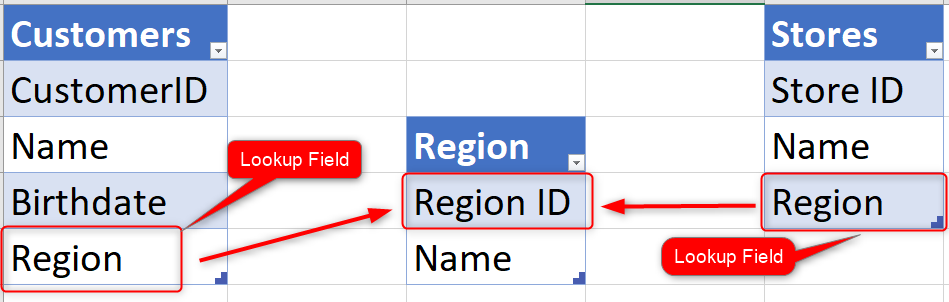 Customers
CustomerID
Name
Birthdate
Region
Lookup Field
Region
Region ID
Name
Stores
Store ID
Name
Region
Lookup Field